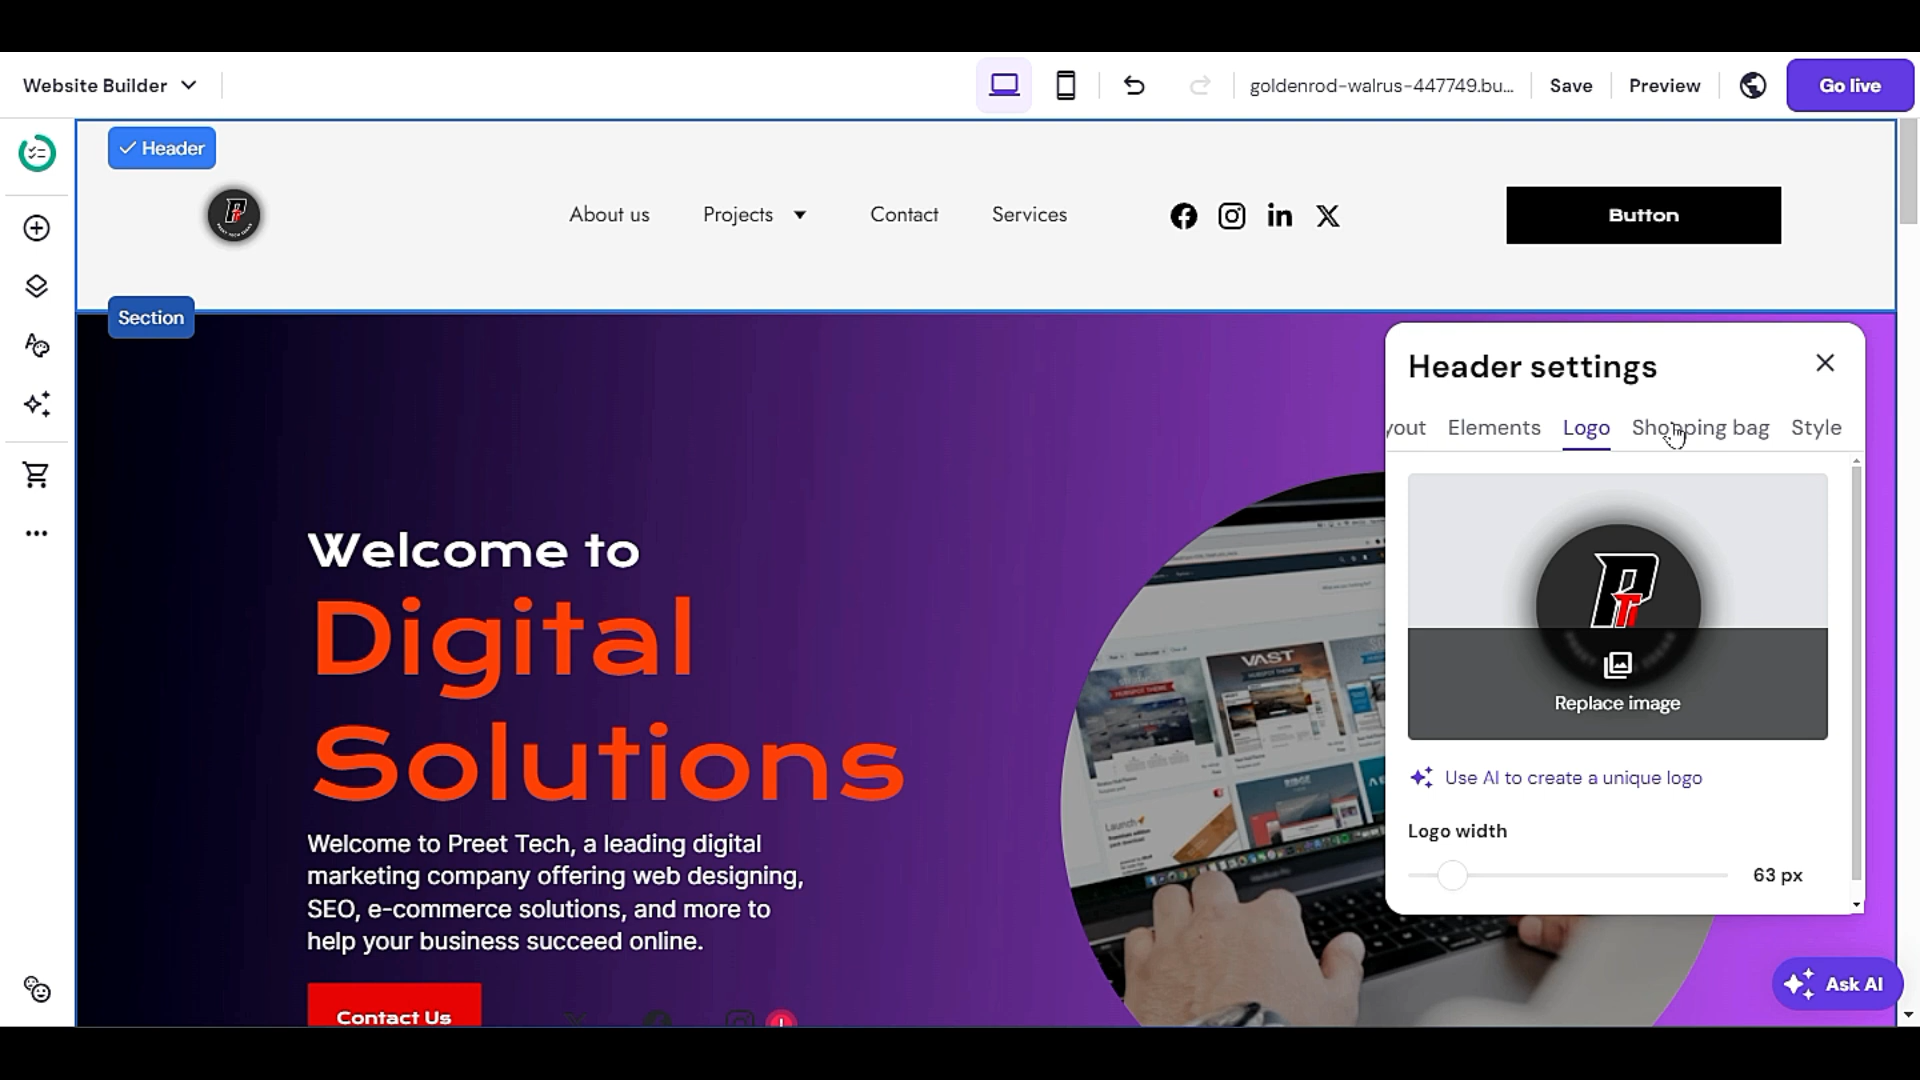 Website Builder
goldenrod-walrus-447749.bu...
Save
Preview
Go live
Header
About us
Projects
Contact
Services
Button
Section
Header settings
yout
Elements
Logo
Shopping bag
Style
Replace image
Use AI to create a unique logo
Logo width
63 px
Welcome to
Digital
Solutions
Welcome to Preet Tech, a leading digital
marketing company offering web designing,
SEO, e-commerce solutions, and more to
help your business succeed online.
Contact Us
VAST
Launch
Ask AI